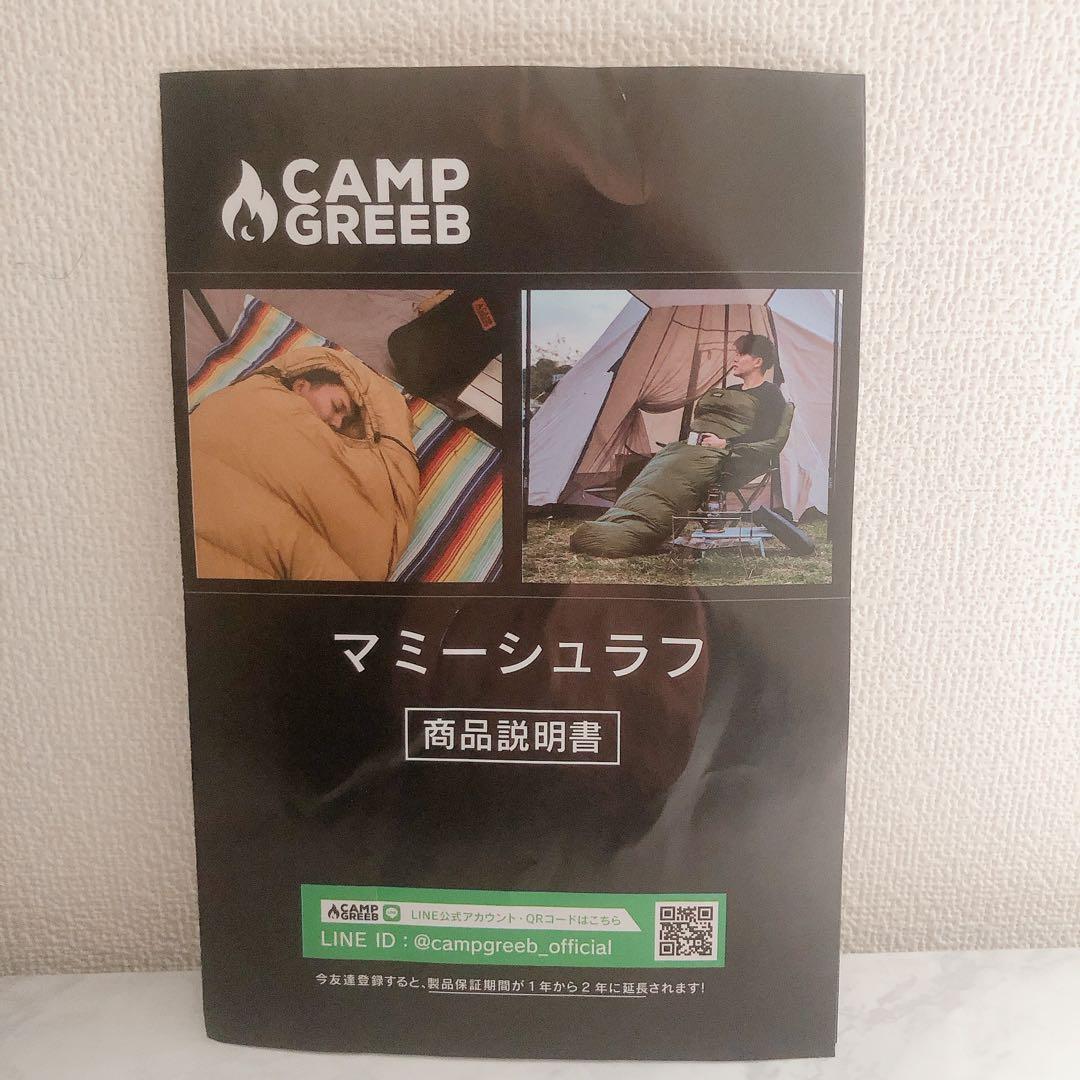 CAMP
GREEB
マミーシュラフ
商品説明書
CAMP
GREEB
LINE公式アカウント・QRコードはこちら
LINE ID：@campgreeb_official
今友達登録すると、製品保証期間が1年から2年に延長されます!